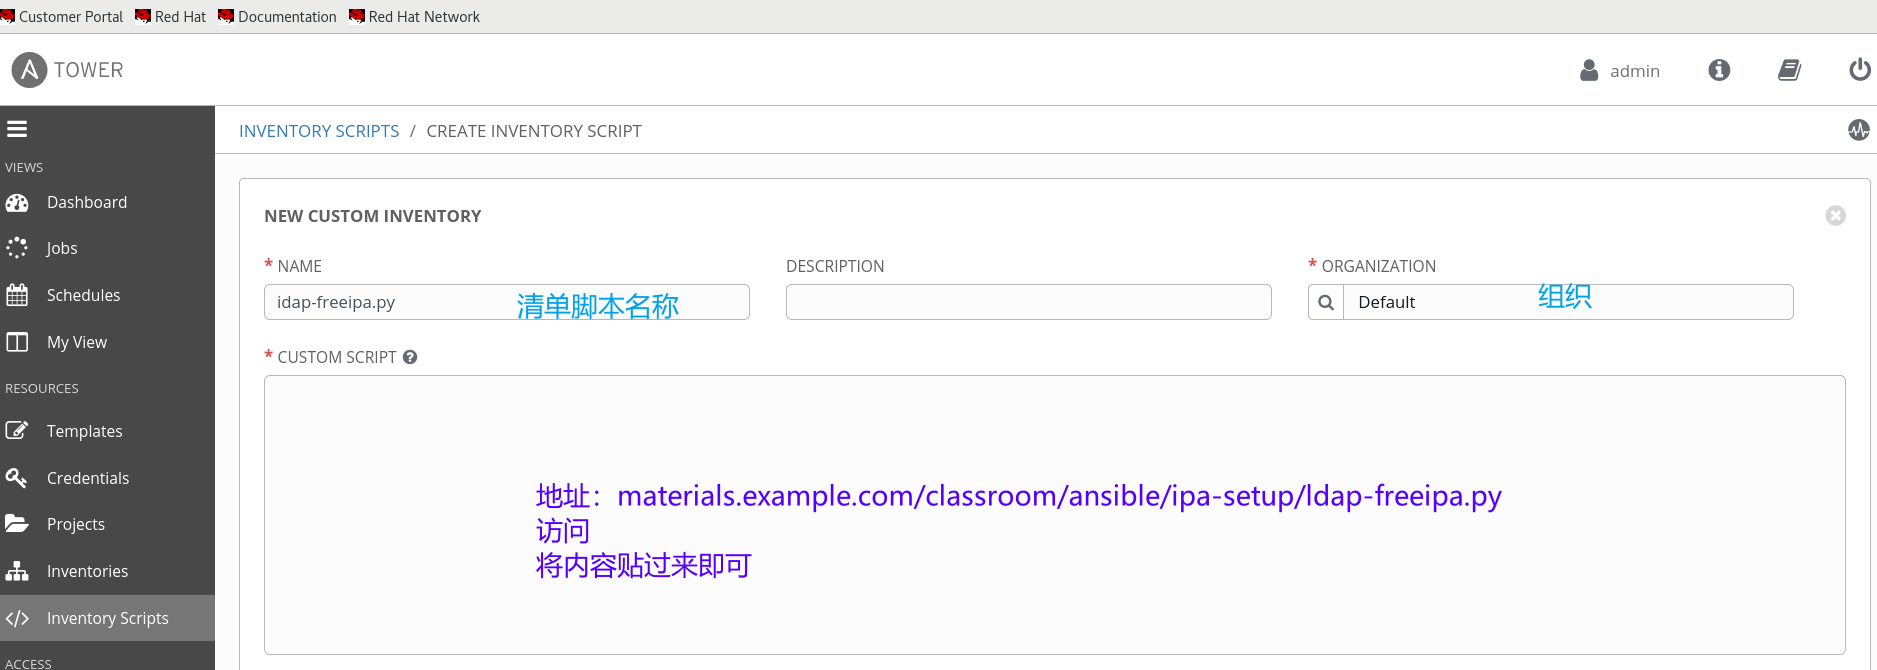 Customer Portal Red Hat Documentation Red Hat Network
TOWER
admin
INVENTORY SCRIPTS / CREATE INVENTORY SCRIPT
VIEWS
Dashboard
Jobs
Schedules
My View
RESOURCES
Templates
Credentials
Projects
Inventories
Inventory Scripts
ACCESS
NEW CUSTOM INVENTORY
* NAME
idap-freeipa.py
清单脚本名称
DESCRIPTION
* ORGANIZATION
Default
组织
* CUSTOM SCRIPT
地址：materials.example.com/classroom/ansible/ipa-setup/ldap-freeipa.py
访问
将内容贴过来即可